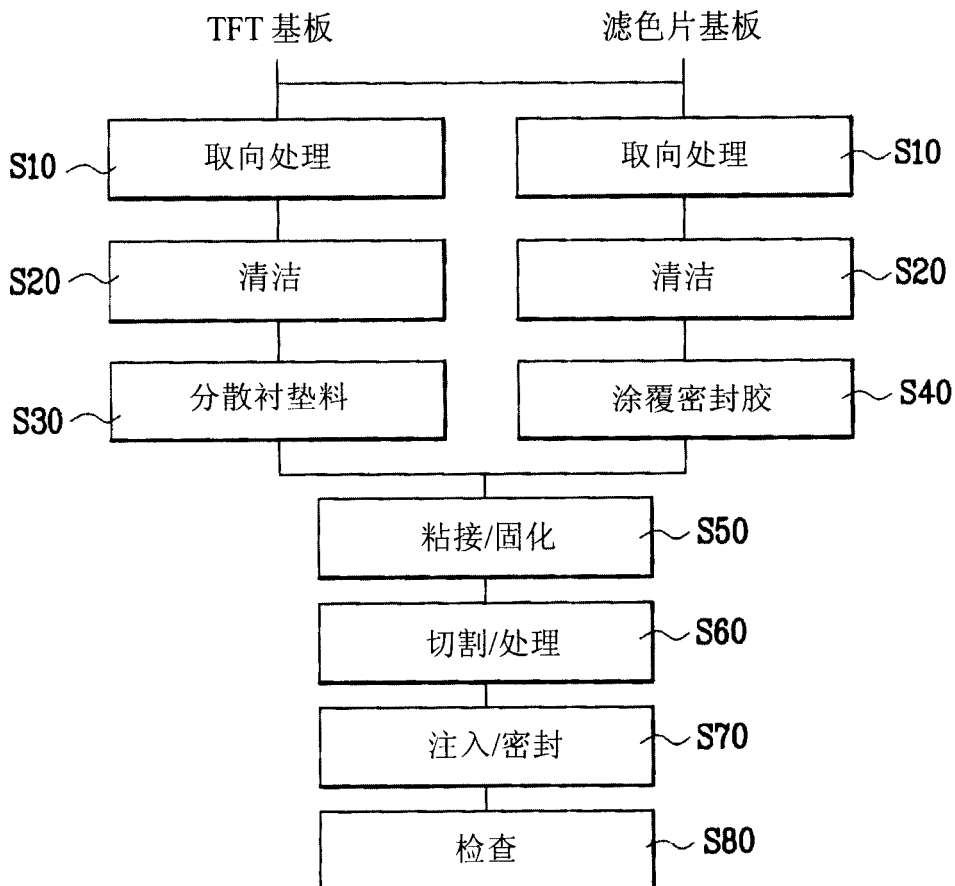 TFT 基板
滤色片基板
S10
取向处理
取向处理
S10
S20
清洁
清洁
S20
S30
分散衬垫料
涂覆密封胶
S40
粘接/固化
S50
切割/处理
S60
注入/密封
S70
检查
S80